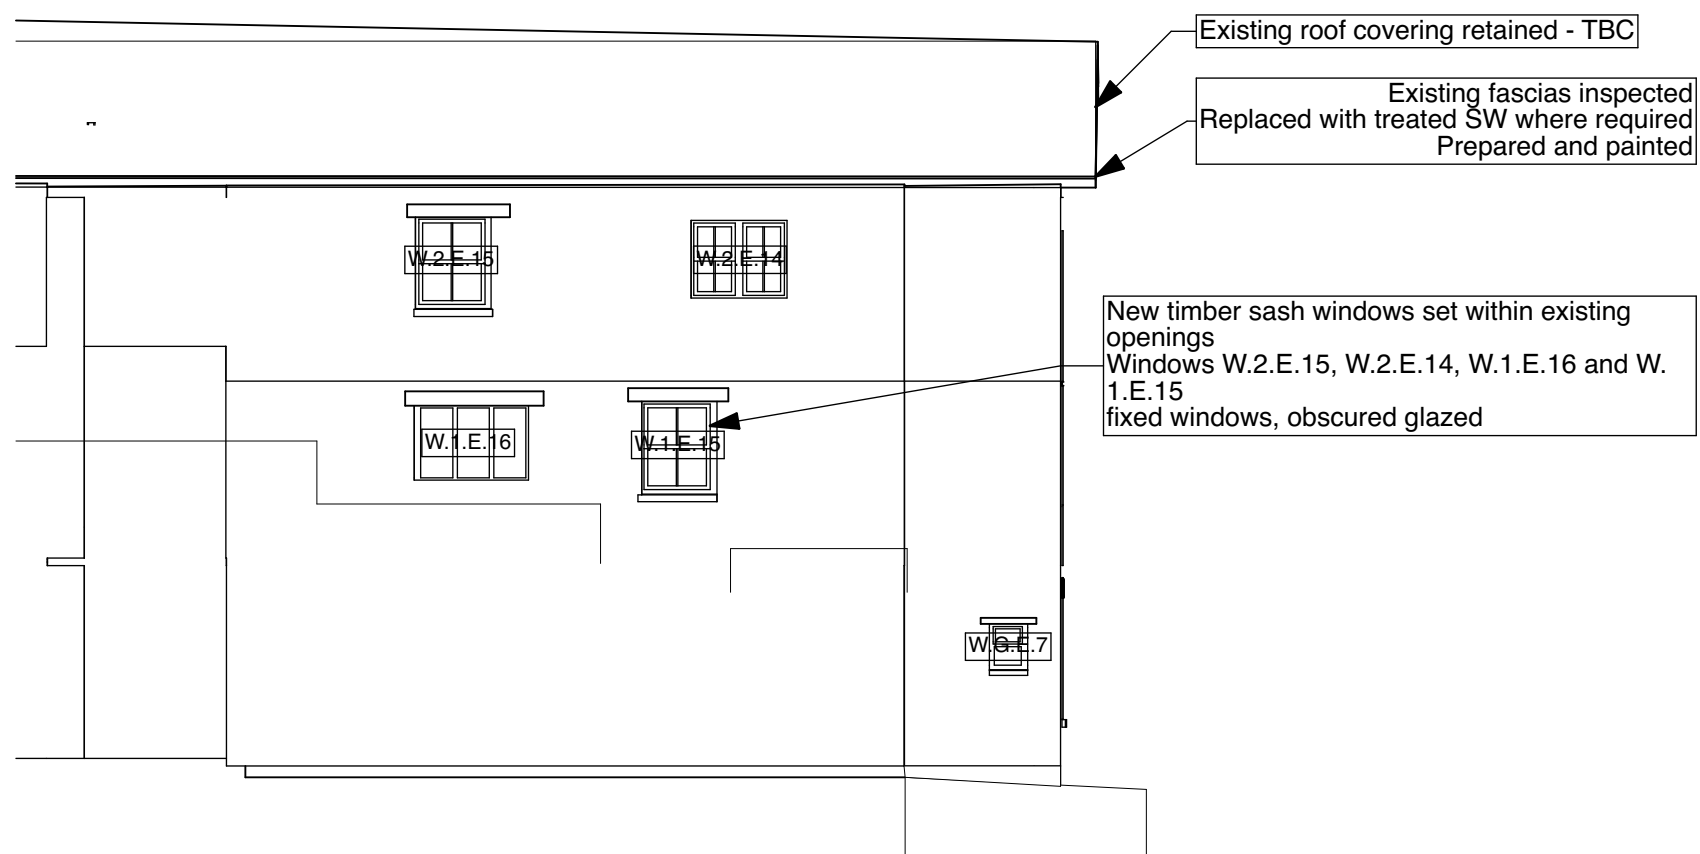 Existing roof covering retained - TBC
Existing fascias inspected
Replaced with treated SW where required
Prepared and painted
W.2.E.15
W.2.E.14
New timber sash windows set within existing
openings
Windows W.2.E.15, W.2.E.14, W.1.E.16 and W.
1.E.15
fixed windows, obscured glazed
W.1.E.16
W.1.E.15
W.G.E.7